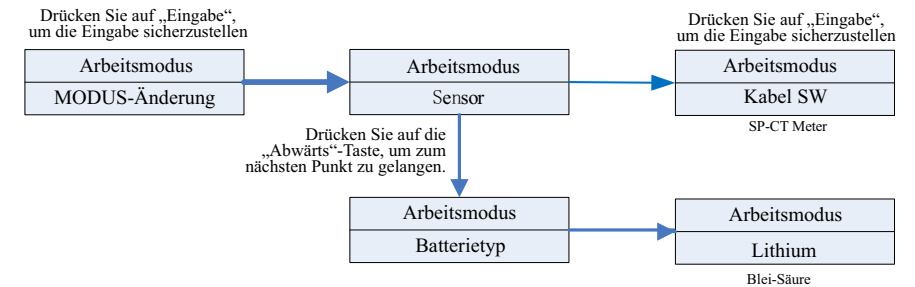 Drücken Sie auf „Eingabe“,
um die Eingabe sicherzustellen
Arbeitsmodus
MODUS-Änderung
Arbeitsmodus
Sensor
Drücken Sie auf „Eingabe“,
um die Eingabe sicherzustellen
Arbeitsmodus
Kabel SW
SP-CT Meter
Drücken Sie auf die
„Abwärts“-Taste, um zum
nächsten Punkt zu gelangen.
Arbeitsmodus
Batterietyp
Arbeitsmodus
Lithium
Blei-Säure